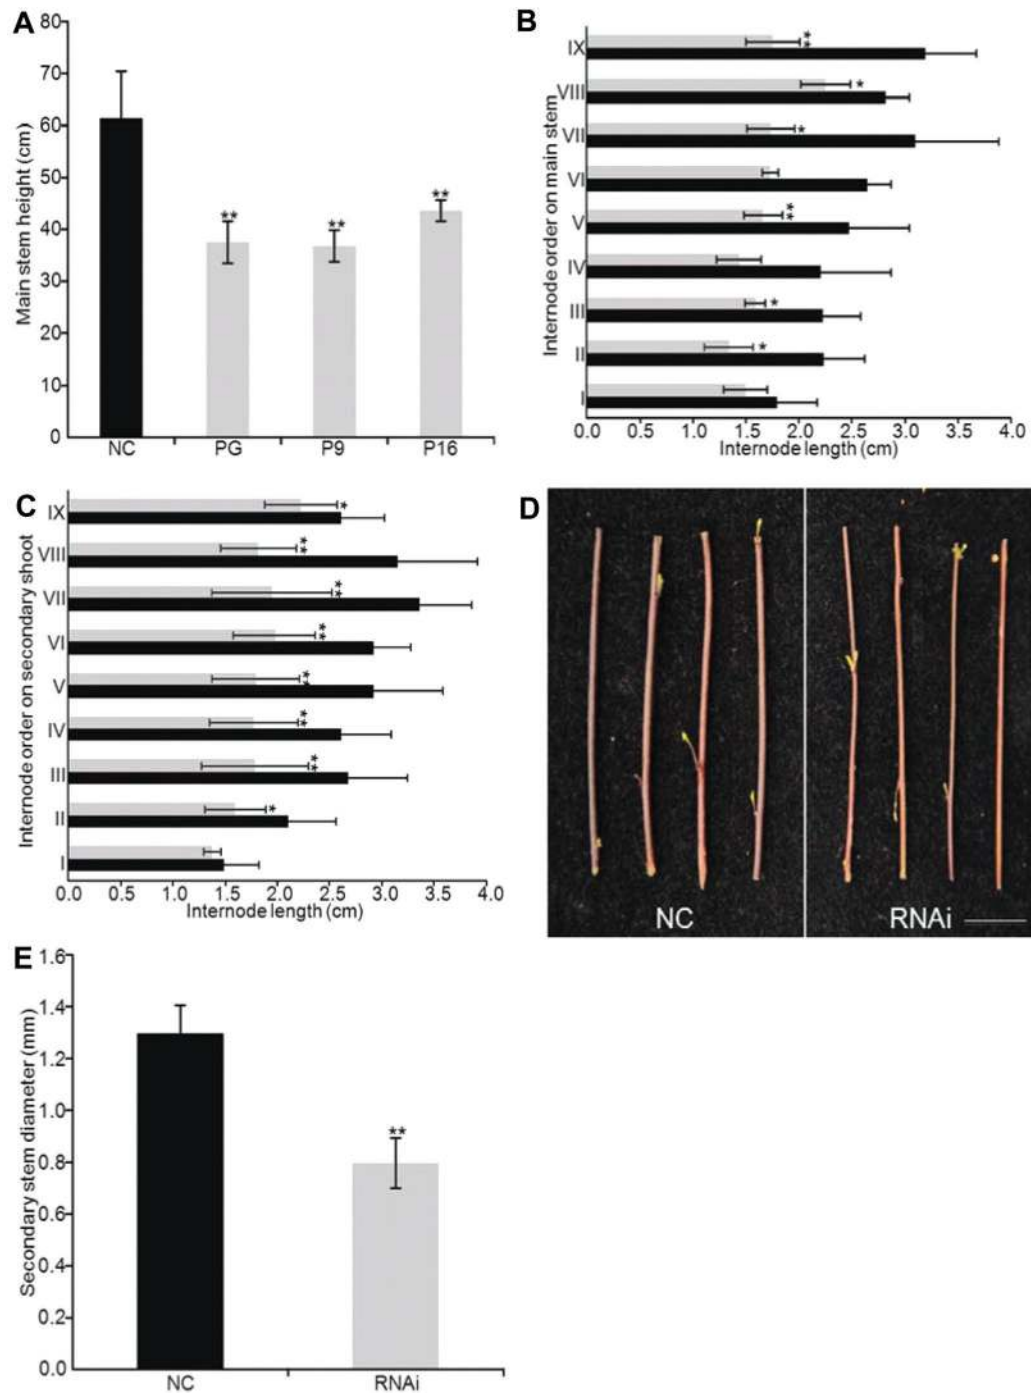 A
Main stem height (cm)
80
70
60
50
40
30
20
10
0
**
**
**
NC
PG
P9
P16
B
Internode order on main stem
IX
**
VIII
*
VII
*
VI
V
**
IV
III
*
II
*
I
0.0 0.5 1.0 1.5 2.0 2.5 3.0 3.5 4.0
Internode length (cm)
C
Internode order on secondary shoot
IX
*
VIII
**
VII
**
VI
**
V
**
IV
**
III
**
II
*
I
0.0 0.5 1.0 1.5 2.0 2.5 3.0 3.5 4.0
Internode length (cm)
D
NC
RNAi
E
Secondary stem diameter (mm)
1.6
1.4
1.2
1.0
0.8
0.6
0.4
0.2
0.0
**
NC
RNAi